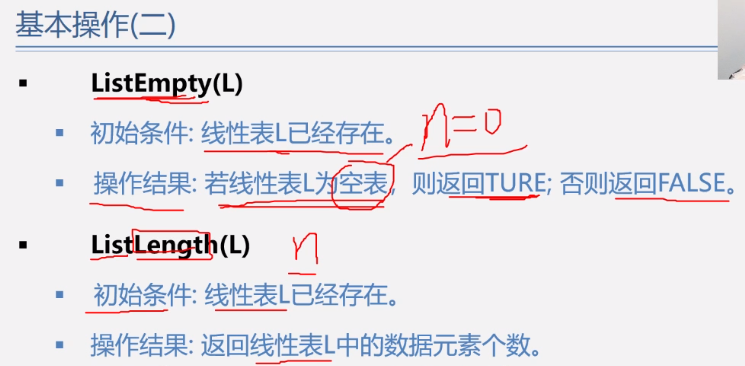 基本操作(二)
▪ ListEmpty(L)
▪ 初始条件: 线性表L已经存在。
n=0
▪ 操作结果: 若线性表L为空表，则返回TURE; 否则返回FALSE。
▪ ListLength(L) n
▪ 初始条件: 线性表L已经存在。
▪ 操作结果: 返回线性表L中的数据元素个数。